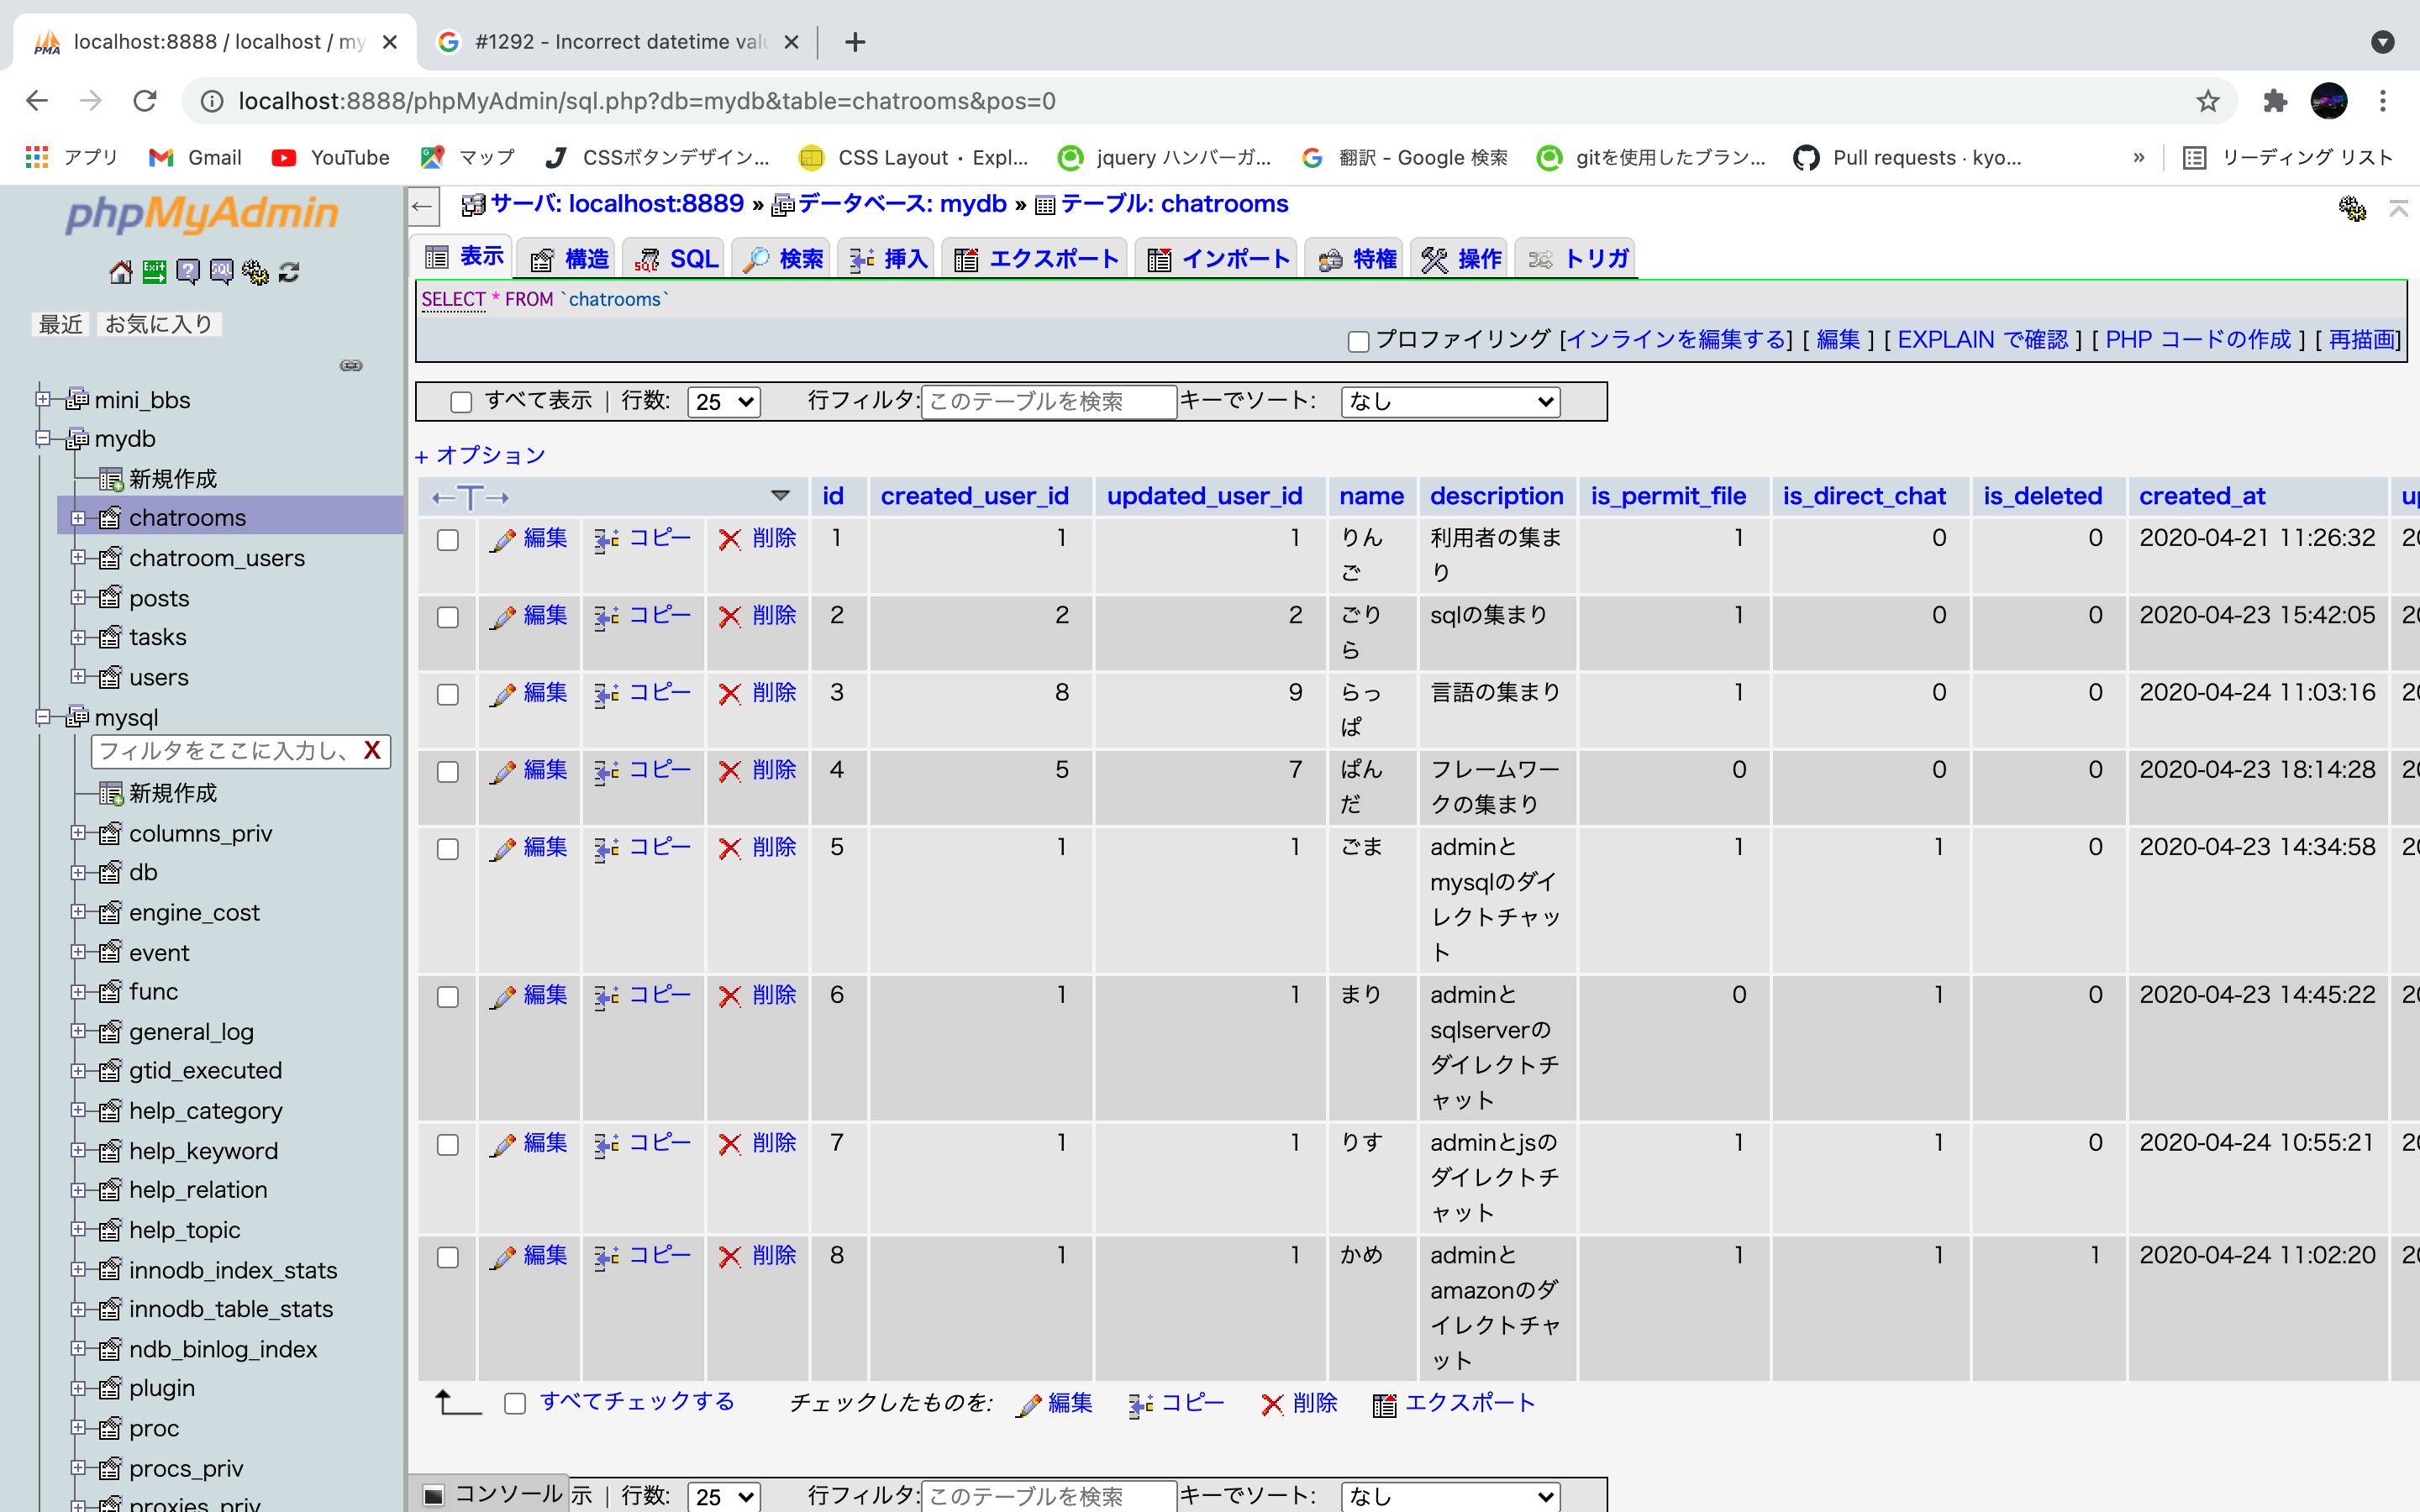 localhost:8888 / localhost / my
#1292 - Incorrect datetime valu
localhost:8888/phpMyAdmin/sql.php?db=mydb&table=chatrooms&pos=0
アプリ Gmail YouTube マップ CSSボタンデザイン... CSS Layout • Expl... jquery ハンバーガ... 翻訳 - Google 検索 gitを使用したブラン... Pull requests · kyo... » リーディング リスト
phpMyAdmin
最近 お気に入り
mini_bbs
mydb
新規作成
chatrooms
chatroom_users
posts
tasks
users
mysql
フィルタをここに入力し、 X
新規作成
columns_priv
db
engine_cost
event
func
general_log
gtid_executed
help_category
help_keyword
help_relation
help_topic
innodb_index_stats
innodb_table_stats
ndb_binlog_index
plugin
proc
procs_priv
proxies_priv
サーバ: localhost:8889 » データベース: mydb » テーブル: chatrooms
表示 構造 SQL 検索 挿入 エクスポート インポート 特権 操作 トリガ
SELECT * FROM `chatrooms`
プロファイリング [インラインを編集する] [ 編集 ] [ EXPLAIN で確認 ] [ PHP コードの作成 ] [ 再描画]
すべて表示 | 行数: 25 行フィルタ: このテーブルを検索 キーでソート: なし
+ オプション
←T→ id created_user_id updated_user_id name description is_permit_file is_direct_chat is_deleted created_at up
編集 コピー 削除 1 1 1 りん 利用者の集ま 1 0 0 2020-04-21 11:26:32 20
ご り
編集 コピー 削除 2 2 2 ごり sqlの集まり 1 0 0 2020-04-23 15:42:05 20
ら
編集 コピー 削除 3 8 9 らっ 言語の集まり 1 0 0 2020-04-24 11:03:16 20
ぱ
編集 コピー 削除 4 5 7 ぱん フレームワー 0 0 0 2020-04-23 18:14:28 20
だ クの集まり
編集 コピー 削除 5 1 1 ごま adminと 1 1 0 2020-04-23 14:34:58 20
mysqlのダイ
レクトチャッ
ト
編集 コピー 削除 6 1 1 まり adminと 0 1 0 2020-04-23 14:45:22 20
sqlserverの
ダイレクトチ
ャット
編集 コピー 削除 7 1 1 りす adminとjsの 1 1 0 2020-04-24 10:55:21 20
ダイレクトチ
ャット
編集 コピー 削除 8 1 1 かめ adminと 1 1 1 2020-04-24 11:02:20 20
amazonのダ
イレクトチャ
ット
すべてチェックする チェックしたものを: 編集 コピー 削除 エクスポート
コンソール 示 | 行数: 25 行フィルタ: このテーブルを検索 キーでソート: なし